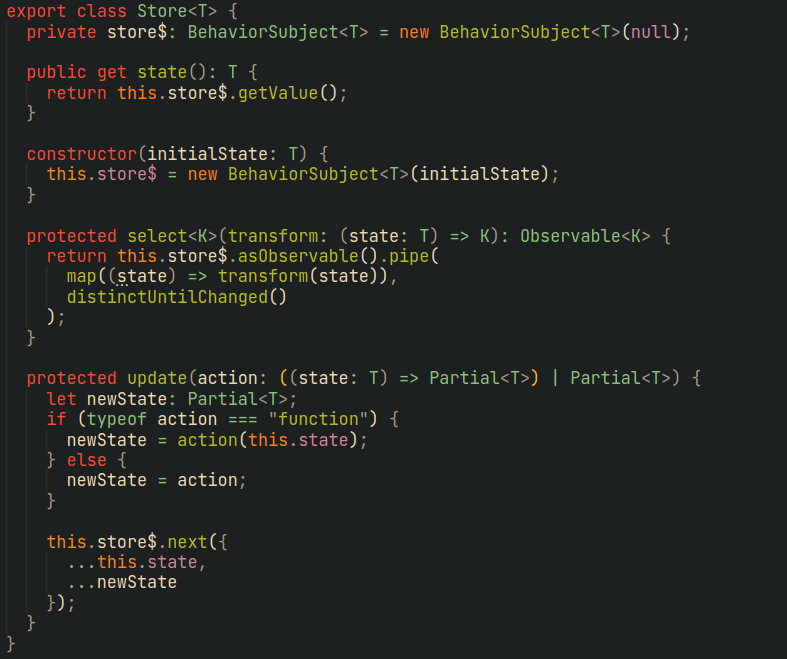 export class Store<T> {
  private store$: BehaviorSubject<T> = new BehaviorSubject<T>(null);

  public get state(): T {
    return this.store$.getValue();
  }

  constructor(initialState: T) {
    this.store$ = new BehaviorSubject<T>(initialState);
  }

  protected select<K>(transform: (state: T) => K): Observable<K> {
    return this.store$.asObservable().pipe(
      map((state) => transform(state)),
      distinctUntilChanged()
    );
  }

  protected update(action: ((state: T) => Partial<T>) | Partial<T>) {
    let newState: Partial<T>;
    if (typeof action === "function") {
      newState = action(this.state);
    } else {
      newState = action;
    }

    this.store$.next({
      ...this.state,
      ...newState
    });
  }
}